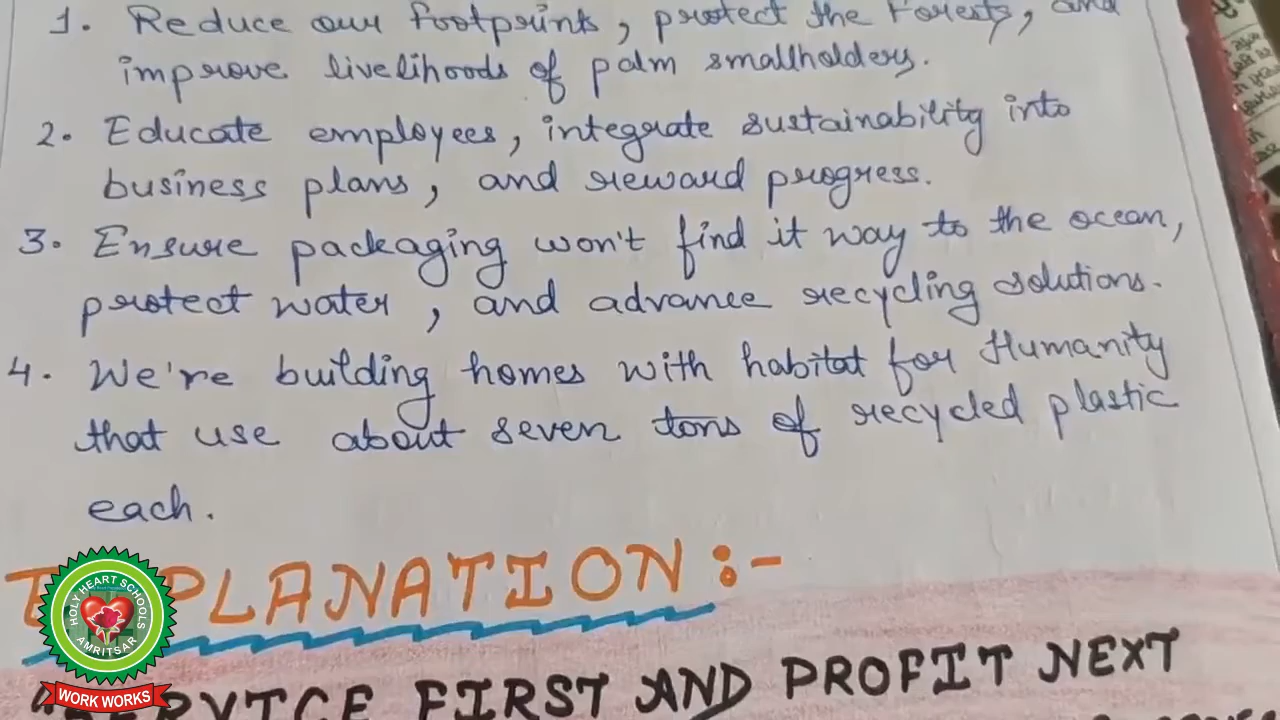 1. Reduce our footprints, protect the Forests, and
improve livelihoods of palm smallholders.
2. Educate employees, integrate sustainability into
business plans, and reward progress.
3. Ensure packaging won't find it way to the ocean,
protect water, and advance recycling solutions.
4. We're building homes with habitat for Humanity
that use about seven tons of recycled plastic
each.
EXPLANATION:-
"SERVICE FIRST AND PROFIT NEXT
HOLY HEART SCHOOLS
AMRITSAR
WORK WORKS